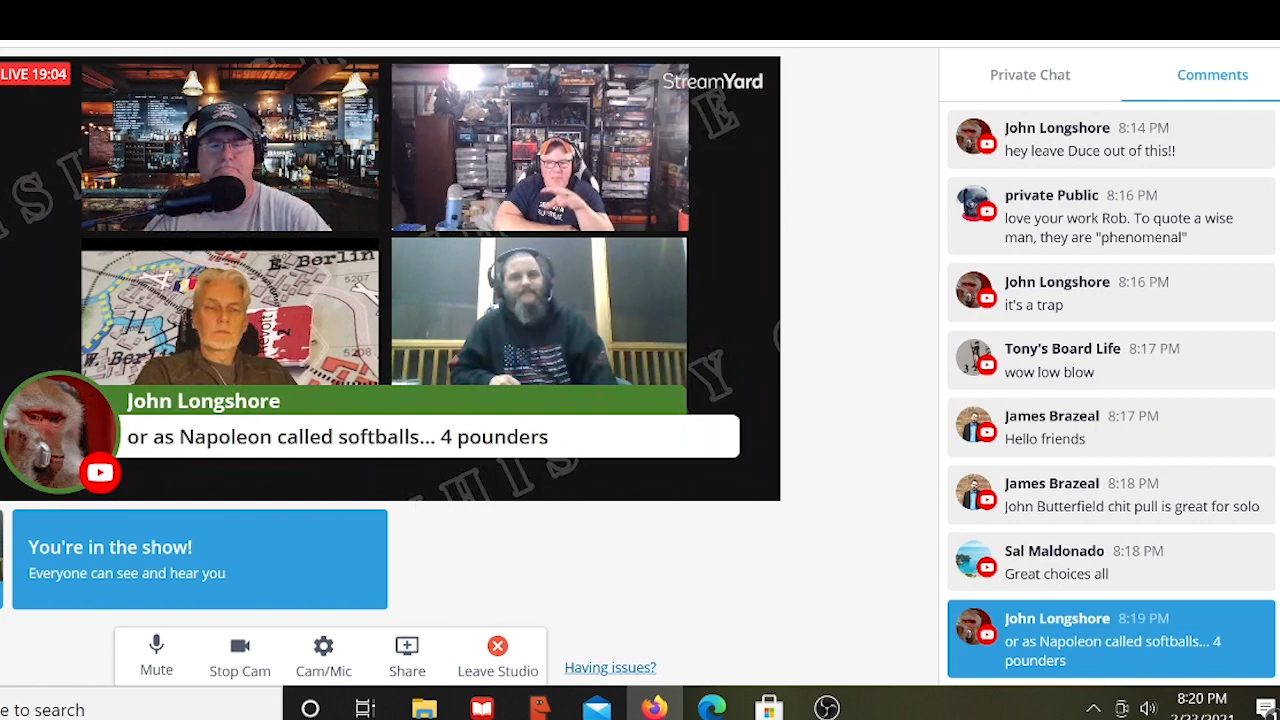 LIVE 19:04
StreamYard
E. Berlin
5207
5208
W. Berlin
John Longshore
or as Napoleon called softballs... 4 pounders
You're in the show!
Everyone can see and hear you
Mute
Stop Cam
Cam/Mic
Share
Leave Studio
Having issues?
Private Chat
Comments
John Longshore 8:14 PM
hey leave Duce out of this!!
private Public 8:16 PM
love your work Rob. To quote a wise
man, they are "phenomenal"
John Longshore 8:16 PM
it's a trap
Tony's Board Life 8:17 PM
wow low blow
James Brazeal 8:17 PM
Hello friends
James Brazeal 8:18 PM
John Butterfield chit pull is great for solo
Sal Maldonado 8:18 PM
Great choices all
John Longshore 8:19 PM
or as Napoleon called softballs... 4
pounders
e to search
8:20 PM